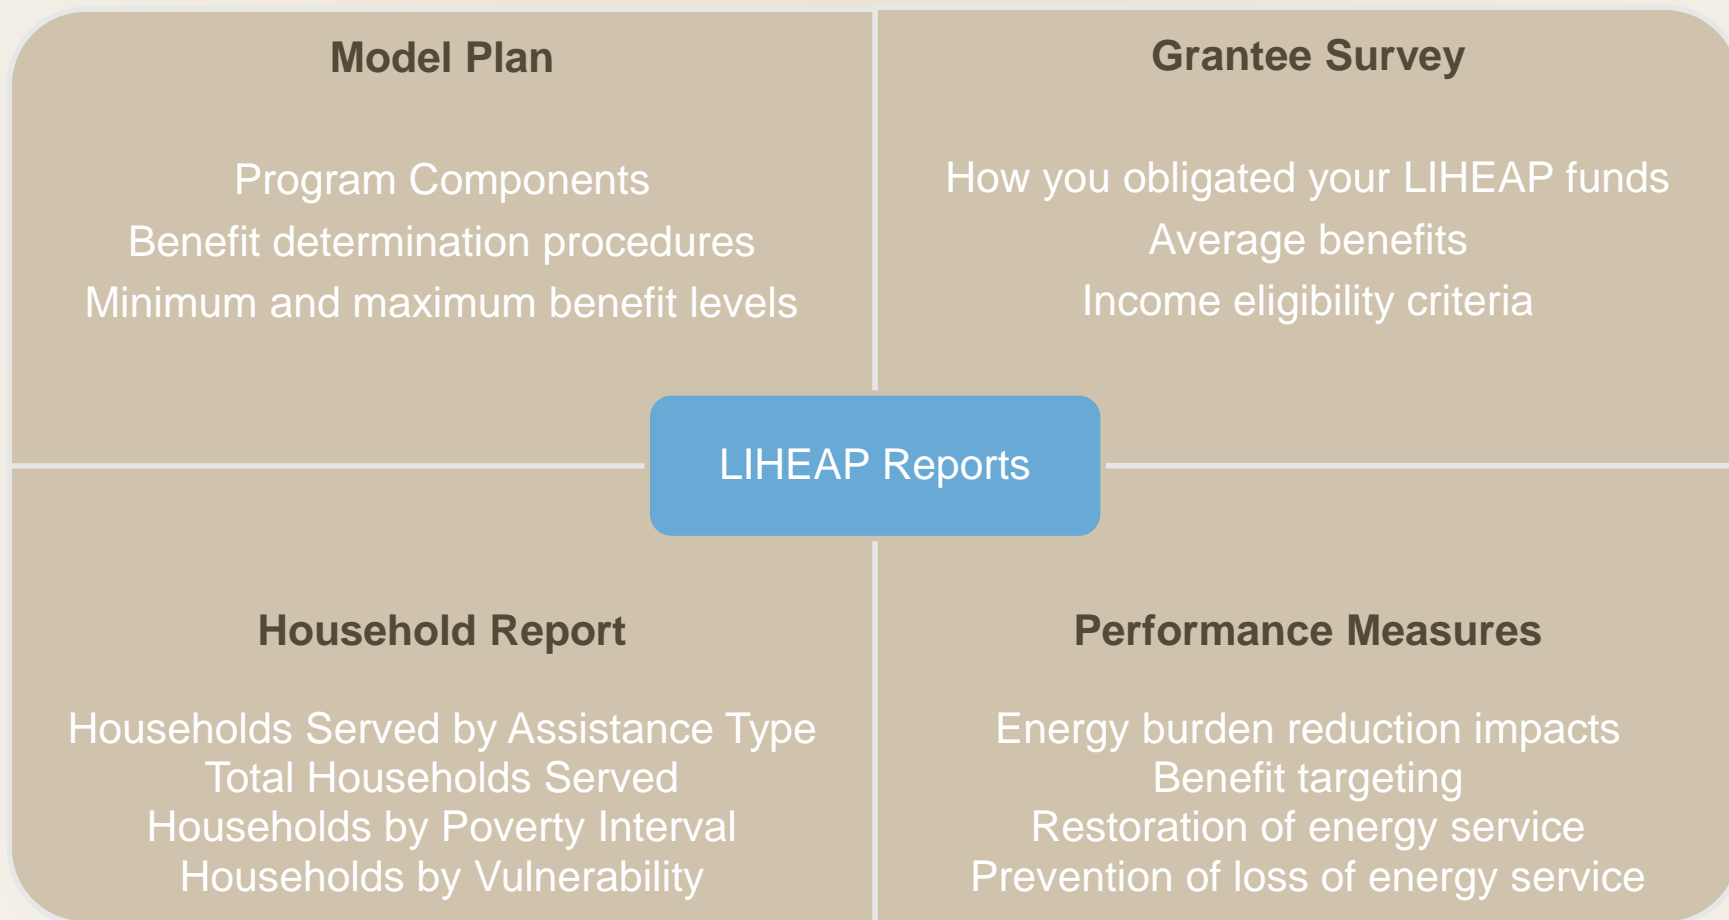 Model Plan
Program Components
Benefit determination procedures
Minimum and maximum benefit levels
Grantee Survey
How you obligated your LIHEAP funds
Average benefits
Income eligibility criteria
LIHEAP Reports
Household Report
Households Served by Assistance Type
Total Households Served
Households by Poverty Interval
Households by Vulnerability
Performance Measures
Energy burden reduction impacts
Benefit targeting
Restoration of energy service
Prevention of loss of energy service